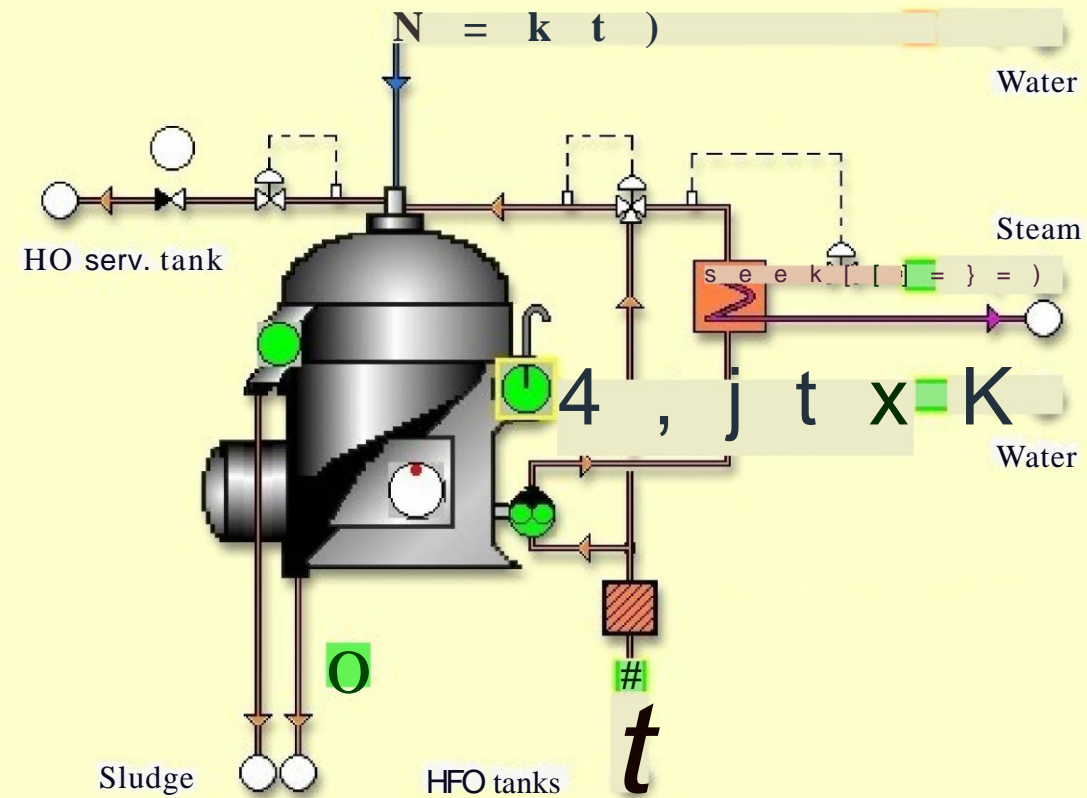 N = k t )
Water
Steam
HO serv. tank
s e e k [ [ ] = } = )
4 , j t x K
Water
O
#
t
Sludge
HFO tanks